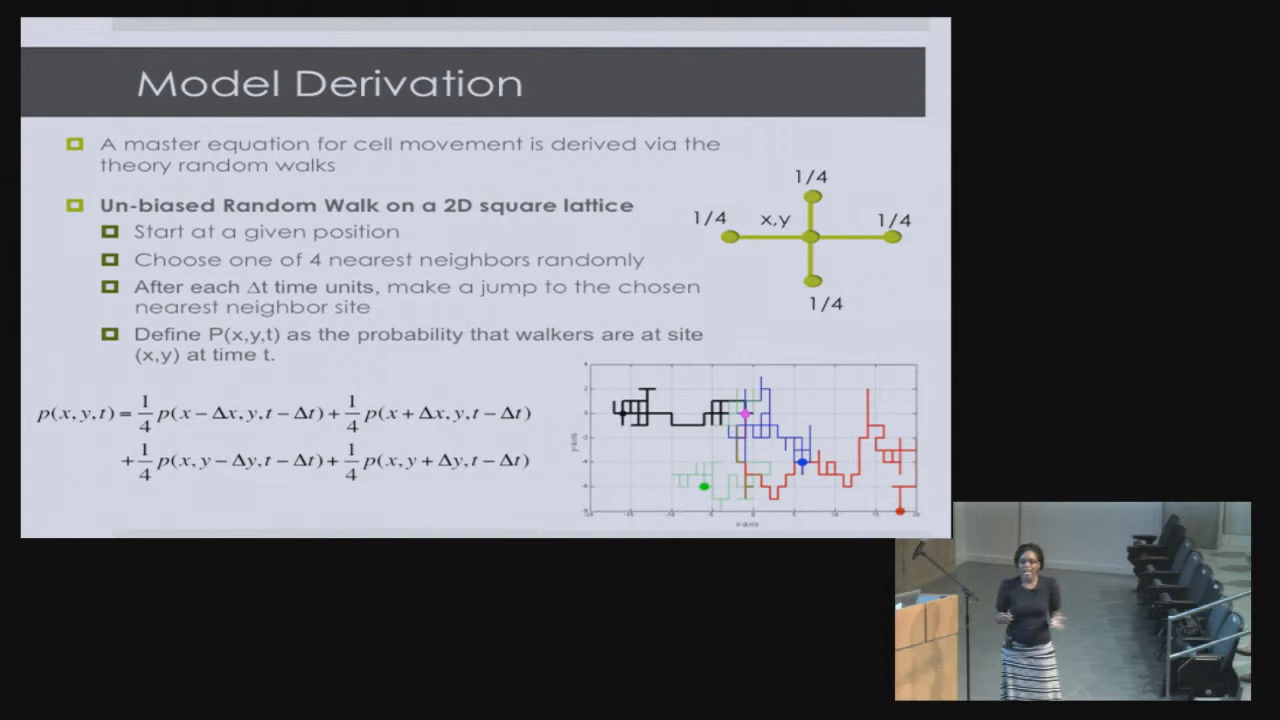 Model Derivation
A master equation for cell movement is derived via the
theory random walks
Un-biased Random Walk on a 2D square lattice
Start at a given position
Choose one of 4 nearest neighbors randomly
After each Δt time units, make a jump to the chosen
nearest neighbor site
Define P(x,y,t) as the probability that walkers are at site
(x,y) at time t.
1/4
1/4 x,y 1/4
1/4
p(x, y, t) = 1/4 p(x − Δx, y, t − Δt) + 1/4 p(x + Δx, y, t − Δt)
+ 1/4 p(x, y − Δy, t − Δt) + 1/4 p(x, y + Δy, t − Δt)
y-axis
x-axis